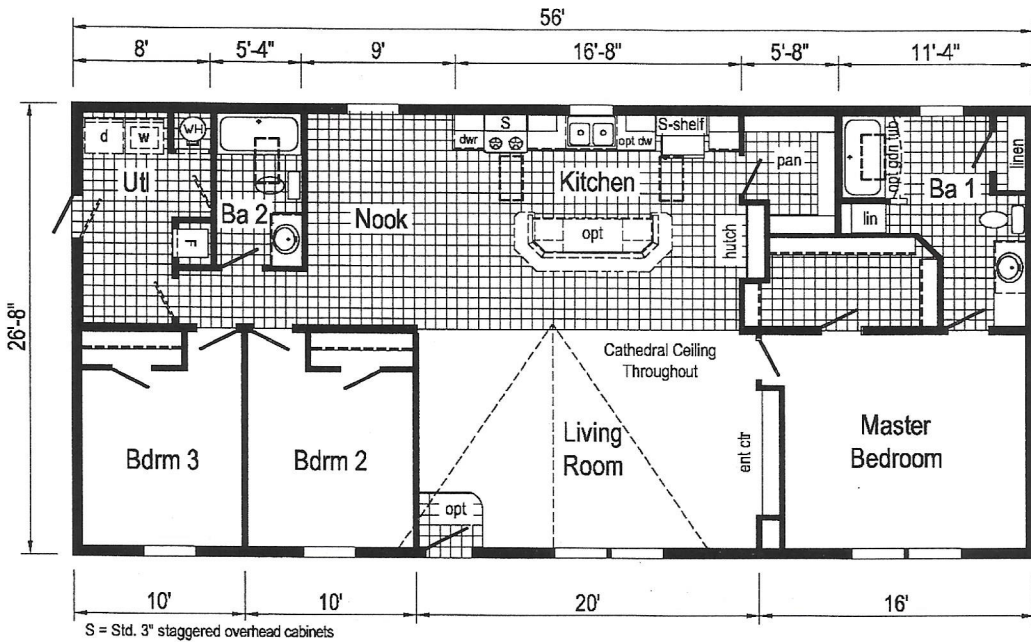 56'
8'
5'-4"
9'
16'-8"
5'-8"
11'-4"
26'-8"
d
w
WH
S
dwr
opt dw
S-shelf
pan
opt gdn tub
linen
Utl
Ba 2
Nook
Kitchen
Ba 1
F
opt
hutch
lin
Cathedral Ceiling
Throughout
Bdrm 3
Bdrm 2
Living
Room
ent ctr
Master
Bedroom
opt
10'
10'
20'
16'
S = Std. 3" staggered overhead cabinets